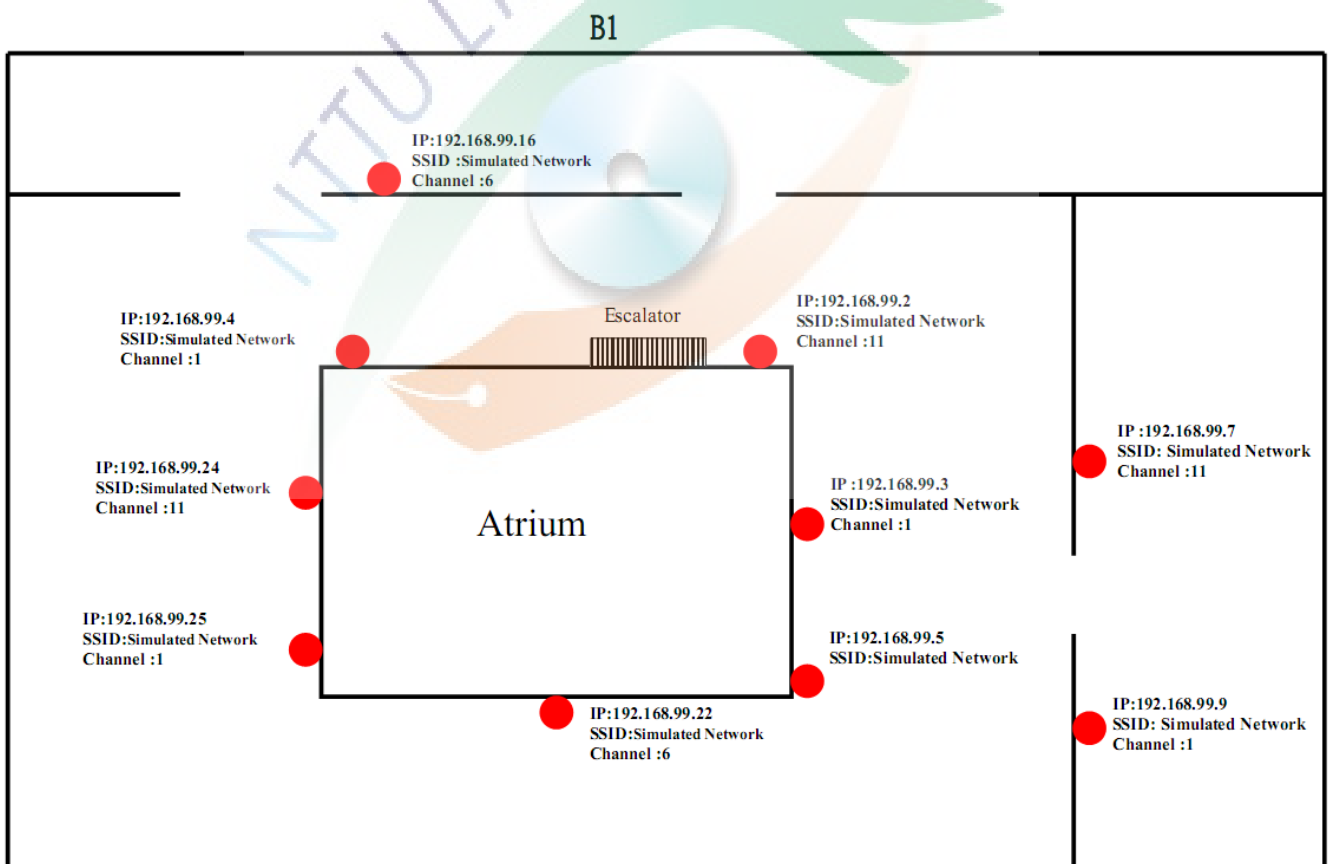 B1
NTTU L
IP:192.168.99.16
SSID :Simulated Network
Channel :6
IP:192.168.99.2
SSID:Simulated Network
Channel :11
Escalator
IP:192.168.99.4
SSID:Simulated Network
Channel :1
IP :192.168.99.7
SSID: Simulated Network
Channel :11
IP:192.168.99.24
SSID:Simulated Network
Channel :11
IP :192.168.99.3
SSID:Simulated Network
Channel :1
Atrium
IP:192.168.99.25
SSID:Simulated Network
Channel :1
IP:192.168.99.5
SSID:Simulated Network
IP:192.168.99.22
SSID:Simulated Network
Channel :6
IP:192.168.99.9
SSID: Simulated Network
Channel :1